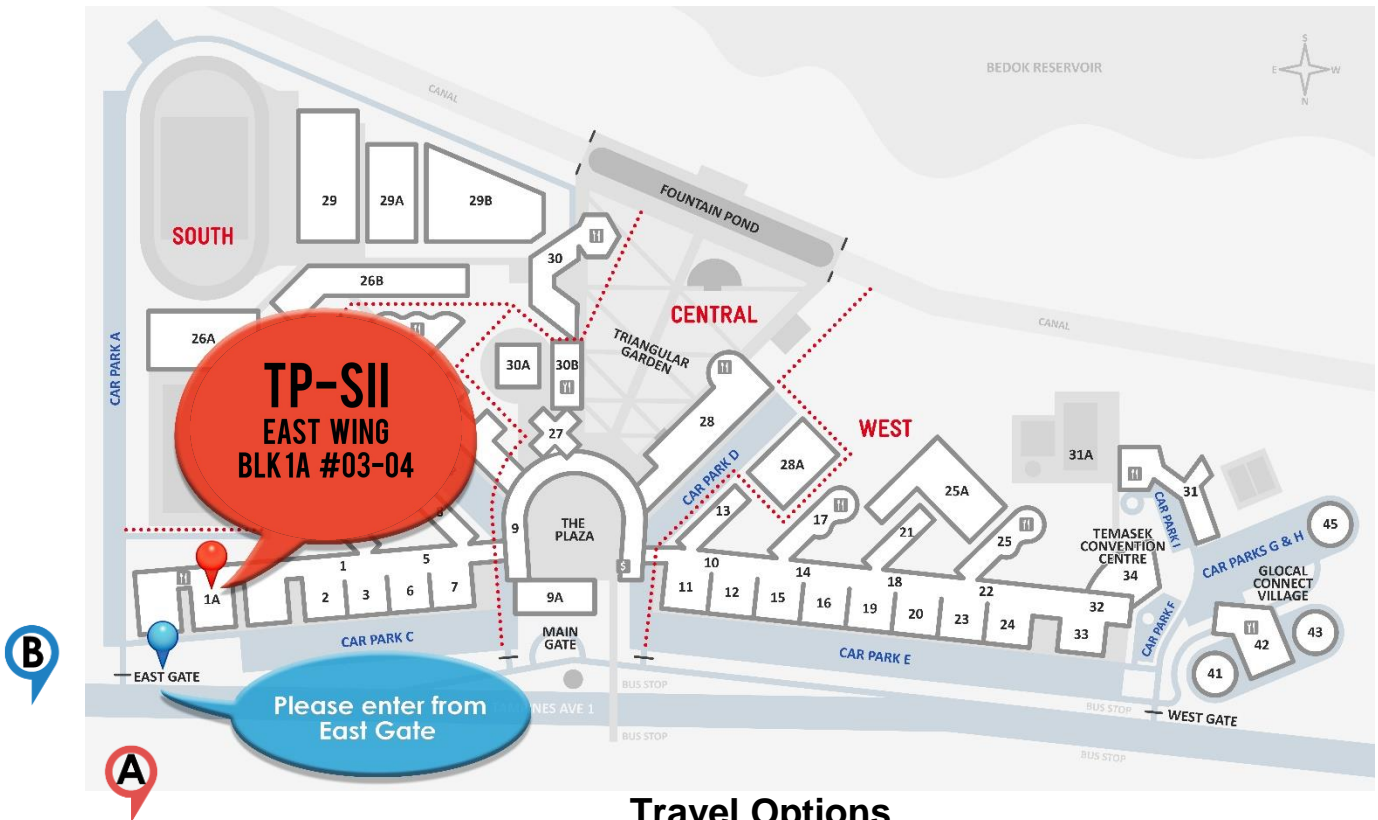 S
E
W
N
BEDOK RESERVOIR
CANAL
FOUNTAIN POND
29
29A
29B
SOUTH
30
26B
CENTRAL
CANAL
TRIANGULAR
GARDEN
26A
CAR PARK A
30A
30B
28
WEST
TP-SII
EAST WING
BLK 1A #03-04
27
CAR PARK D
28A
31A
25A
31
13
17
21
25
CAR PARK I
TEMASEK
CONVENTION
CENTRE
CAR PARKS G & H
45
9
THE
PLAZA
$
GLOCAL
CONNECT
VILLAGE
34
1
5
10
14
18
22
32
1A
2
3
6
7
9A
11
12
15
16
19
20
23
24
33
CAR PARK F
42
43
41
CAR PARK C
MAIN
GATE
CAR PARK E
B
EAST GATE
BUS STOP
BUS STOP
WEST GATE
Please enter from
East Gate
NES AVE 1
BUS STOP
BUS STOP
A
Travel Options